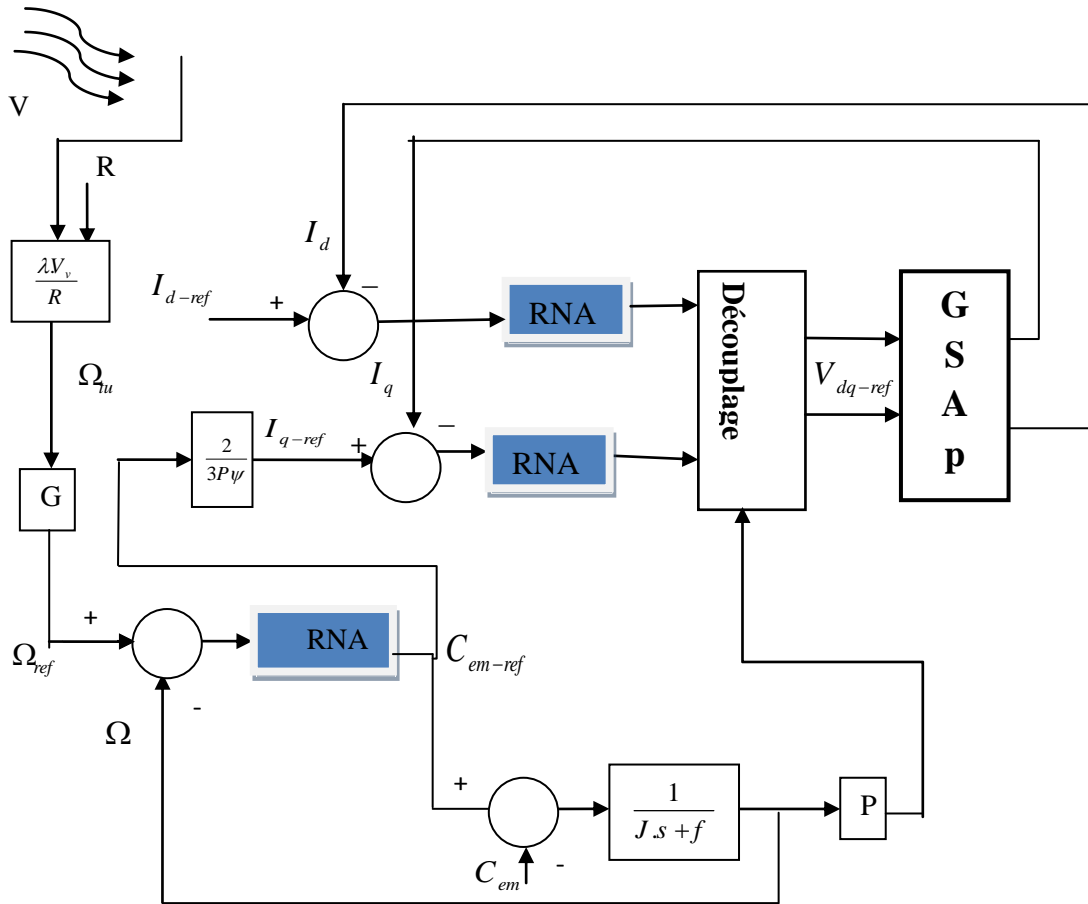 V
R
λV_v / R
Ω_tu
G
Ω_ref
+
-
Ω
RNA
C_em-ref
I_d
I_d-ref
+
−
RNA
I_q
2 / 3Pψ
I_q-ref
+
−
RNA
Découplage
V_dq-ref
G
S
A
p
+
-
C_em
1 / J.s + f
P